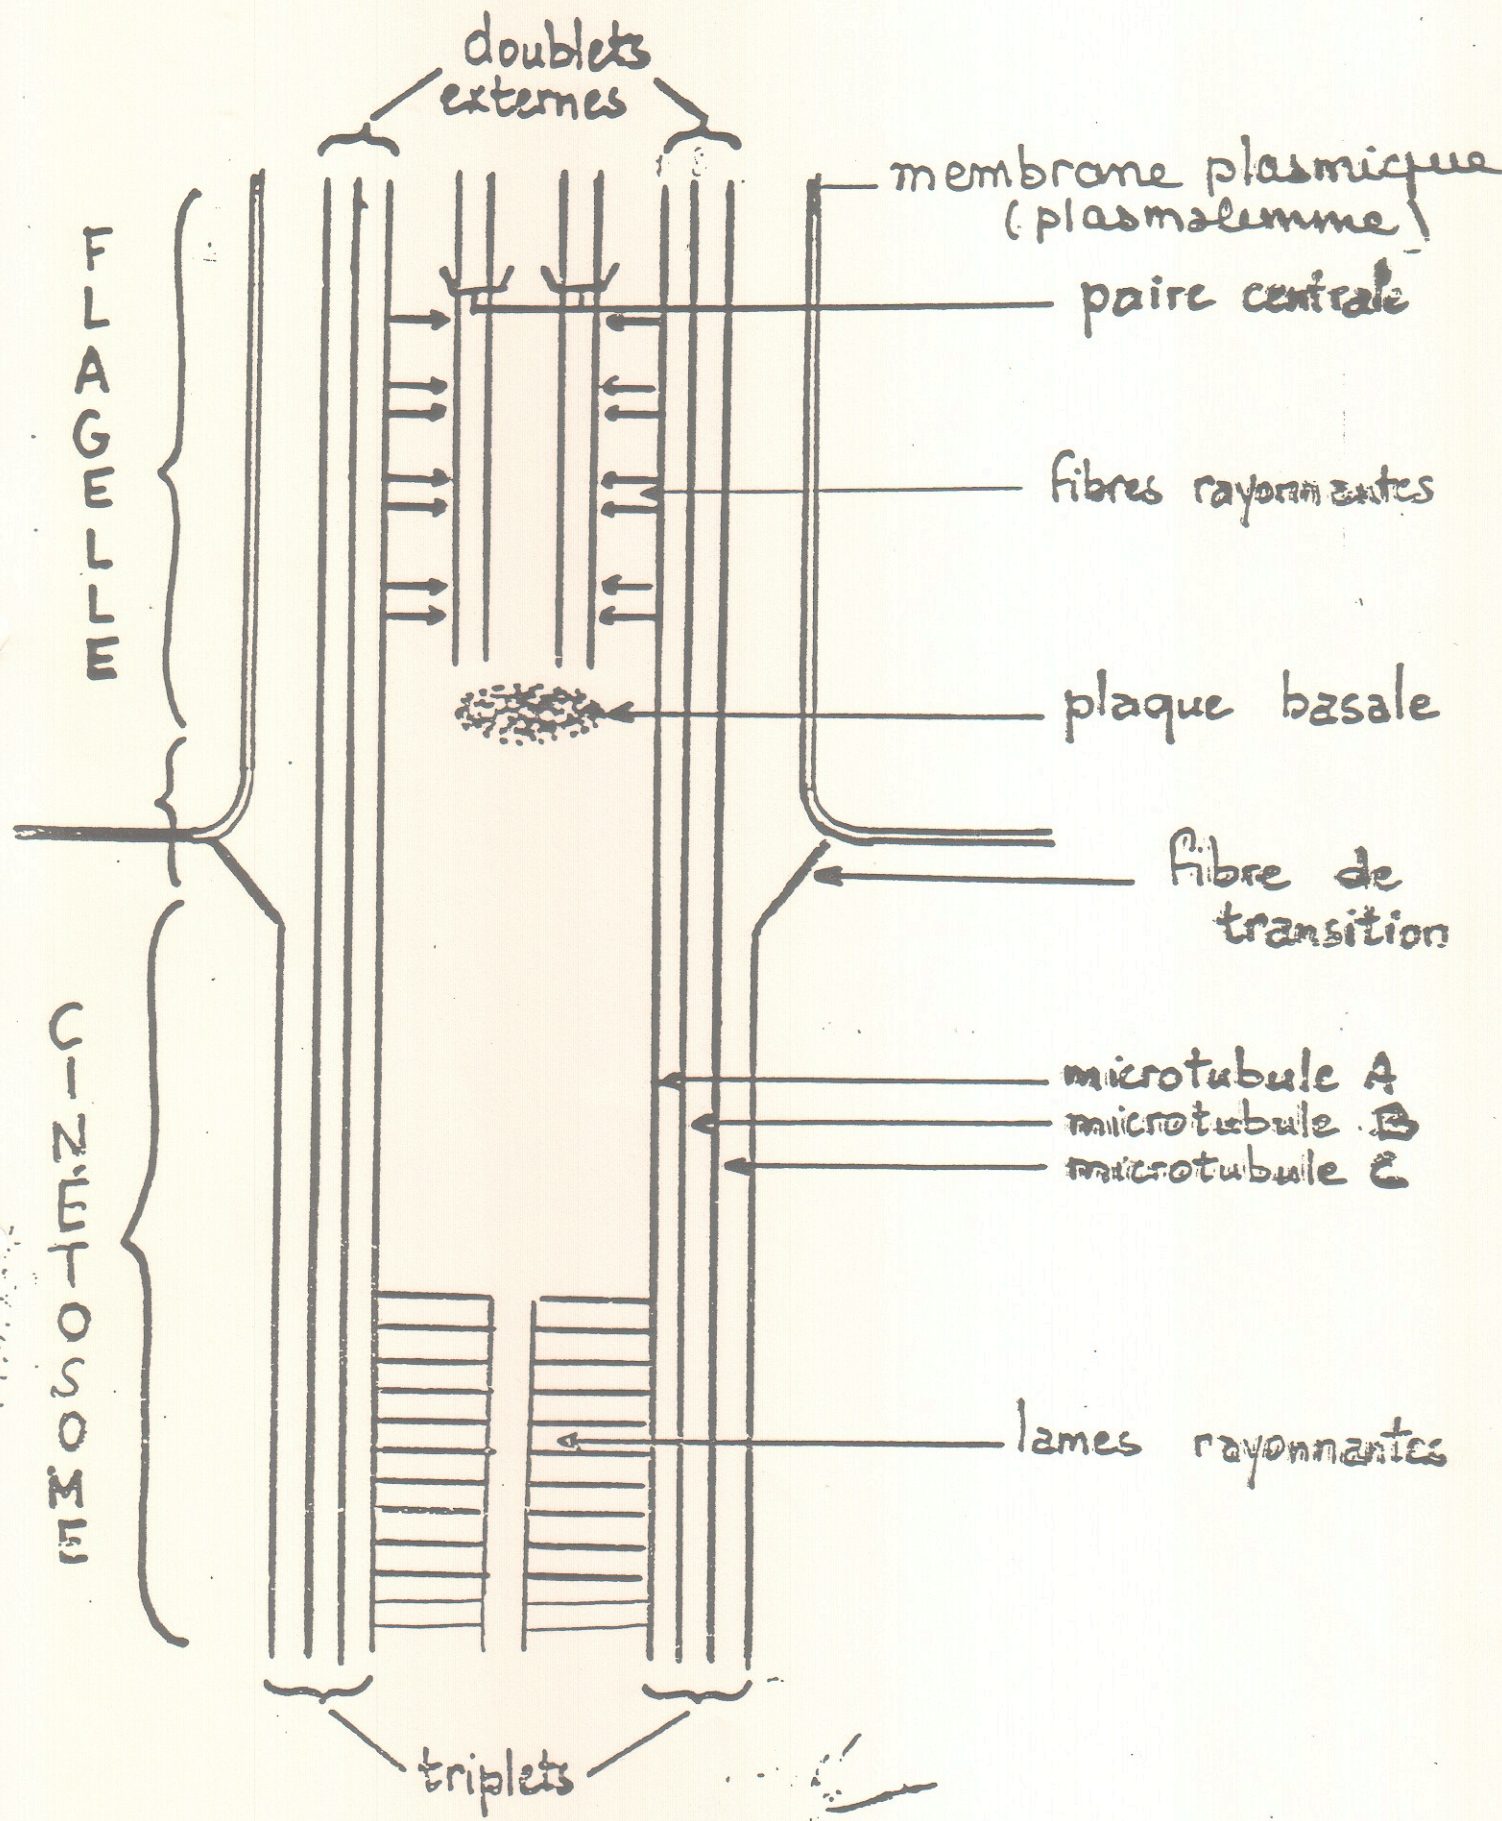 doublets
externes
membrane plasmique
(plasmalemme)
paire centrale
FLAGELLE
fibres rayonnantes
plaque basale
fibre de
transition
CINETOSOME
microtubule A
microtubule B
microtubule C
lames rayonnantes
triplets